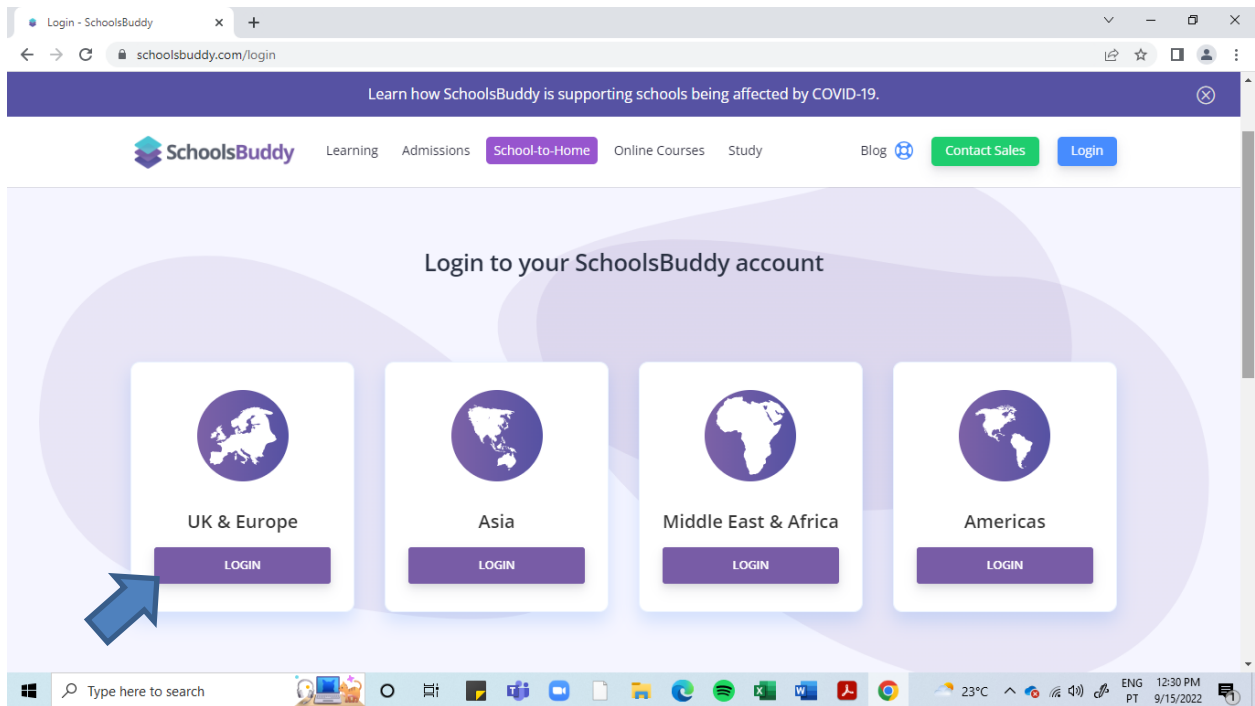 Login - SchoolsBuddy
schoolsbuddy.com/login
Learn how SchoolsBuddy is supporting schools being affected by COVID-19.
SchoolsBuddy Learning Admissions School-to-Home Online Courses Study Blog Contact Sales Login
Login to your SchoolsBuddy account
UK & Europe Asia Middle East & Africa Americas
LOGIN LOGIN LOGIN LOGIN
Type here to search 23°C ENG 12:30 PM
PT 9/15/2022 1